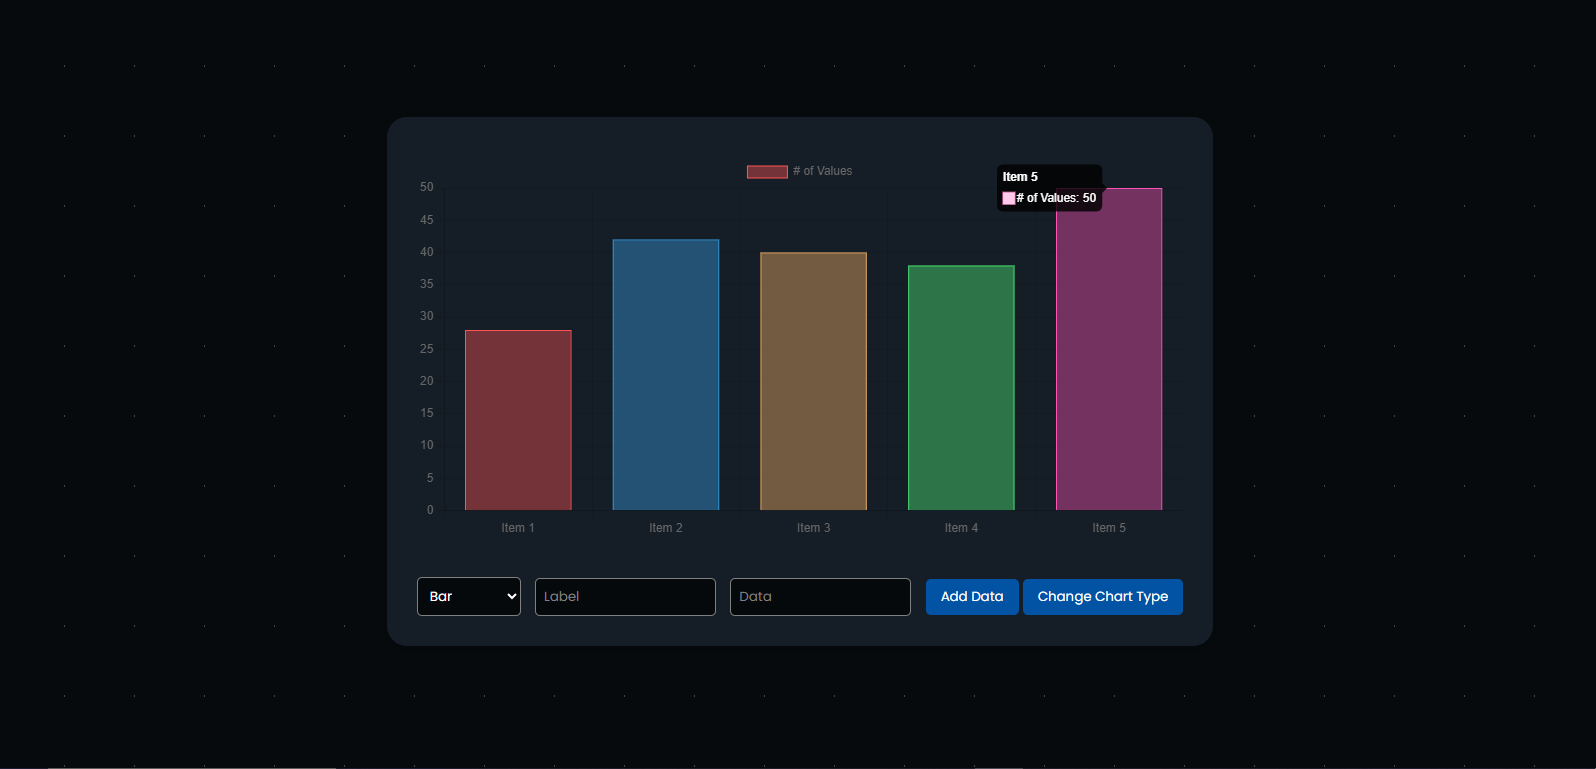 # of Values
Item 5
# of Values: 50
50
45
40
35
30
25
20
15
10
5
0
Item 1 Item 2 Item 3 Item 4 Item 5
Bar Label Data Add Data Change Chart Type